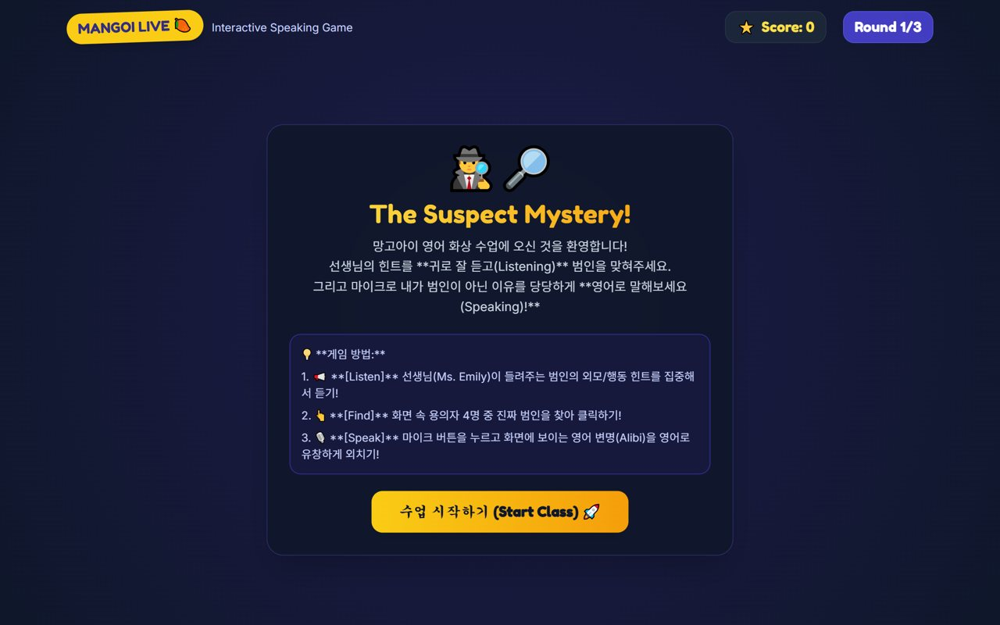 MANGOI LIVE
Interactive Speaking Game
Score: 0
Round 1/3
The Suspect Mystery!
망고아이 영어 화상 수업에 오신 것을 환영합니다!
선생님의 힌트를 **귀로 잘 듣고(Listening)** 범인을 맞혀주세요.
그리고 마이크로 내가 범인이 아닌 이유를 당당하게 **영어로 말해보세요
(Speaking)!**
**게임 방법:**
1. **[Listen]** 선생님(Ms. Emily)이 들려주는 범인의 외모/행동 힌트를 집중해
서 듣기!
2. **[Find]** 화면 속 용의자 4명 중 진짜 범인을 찾아 클릭하기!
3. **[Speak]** 마이크 버튼을 누르고 화면에 보이는 영어 변명(Alibi)을 영어로
유창하게 외치기!
수업 시작하기 (Start Class)